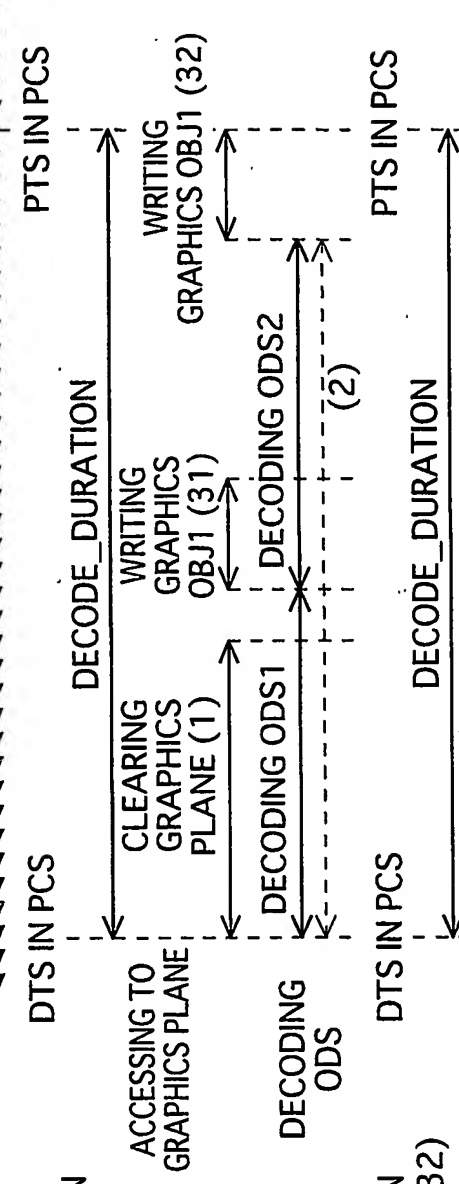 DTS IN PCS
PTS IN PCS
DECODE_DURATION
ACCESSING TO
GRAPHICS PLANE
CLEARING
GRAPHICS
PLANE (1)
WRITING
GRAPHICS
OBJ1 (31)
WRITING
GRAPHICS OBJ1 (32)
DECODING
ODS
DECODING ODS1
DECODING ODS2
(2)
DTS IN PCS
PTS IN PCS
DECODE_DURATION
N
N
32)